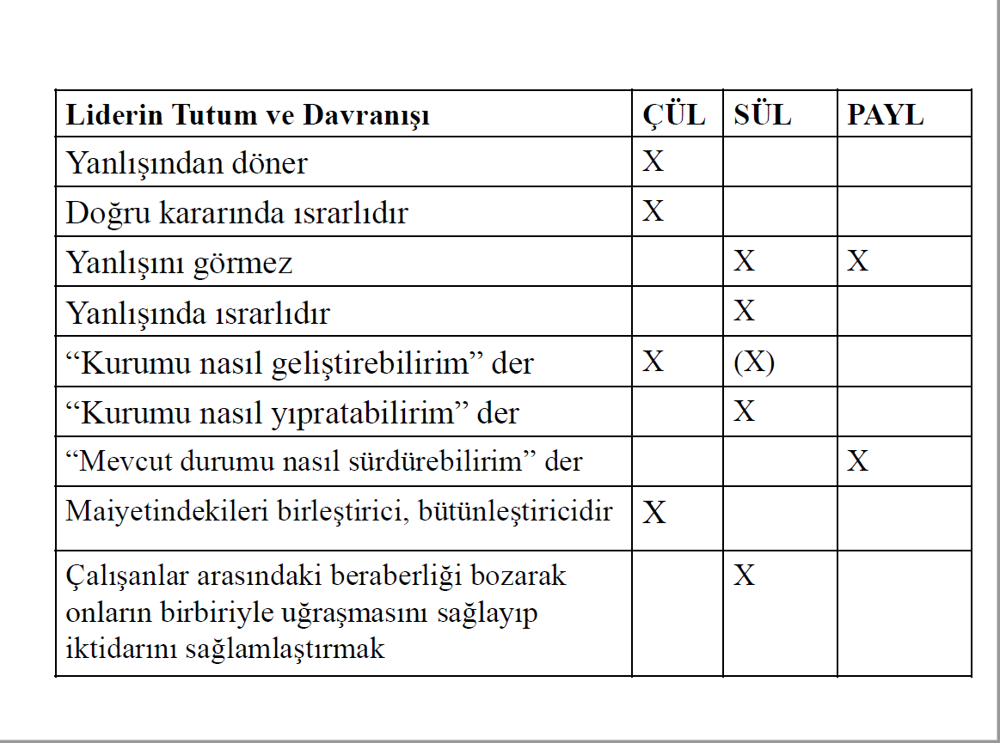 Liderin Tutum ve Davranışı ÇÜL SÜL PAYL
Yanlışından döner X
Doğru kararında ısrarlıdır X
Yanlışını görmez X X
Yanlışında ısrarlıdır X
“Kurumu nasıl geliştirebilirim” der X (X)
“Kurumu nasıl yıpratabilirim” der X
“Mevcut durumu nasıl sürdürebilirim” der X
Maiyetindekileri birleştirici, bütünleştiricidir X
Çalışanlar arasındaki beraberliği bozarak X
onların birbiriyle uğraşmasını sağlayıp
iktidarını sağlamlaştırmak